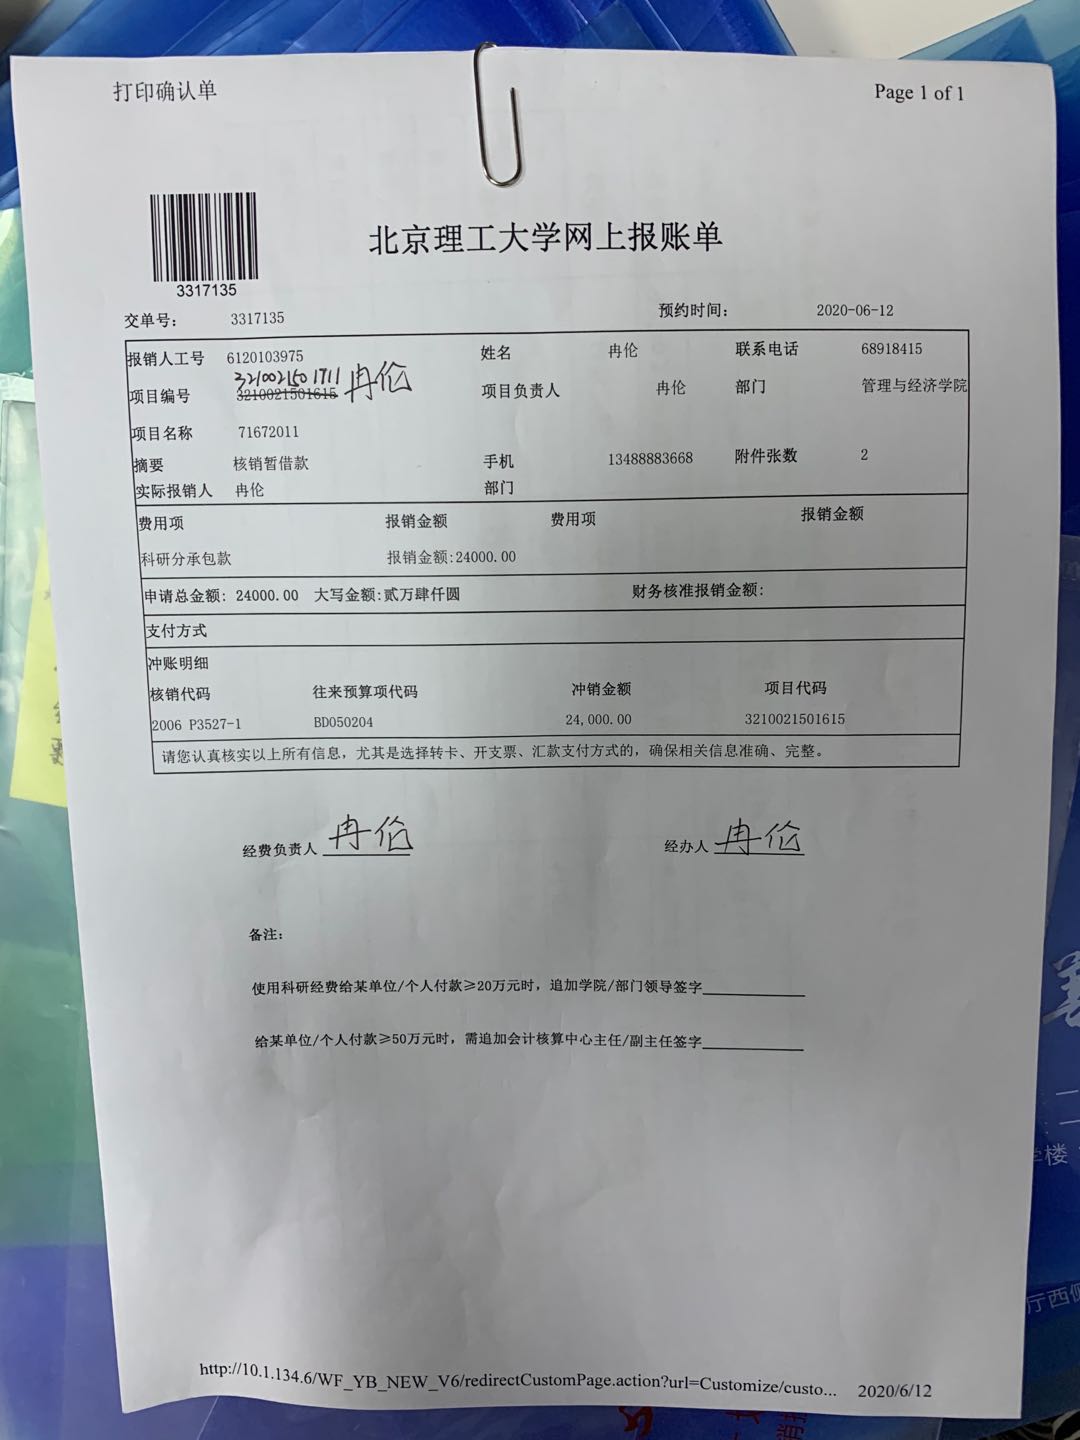 打印确认单 Page 1 of 1
3317135
北京理工大学网上报账单
交单号： 3317135 预约时间： 2020-06-12
报销人工号 6120103975 姓名 冉伦 联系电话 68918415
3210021501711 冉伦
项目编号 3210021501615 项目负责人 冉伦 部门 管理与经济学院
项目名称 71672011
摘要 核销暂借款 手机 13488883668 附件张数 2
实际报销人 冉伦 部门
费用项 报销金额 费用项 报销金额
科研分承包款 报销金额:24000.00
申请总金额: 24000.00 大写金额:贰万肆仟圆 财务核准报销金额:
支付方式
冲账明细
核销代码 往来预算项代码 冲销金额 项目代码
2006 P3527-1 BD050204 24,000.00 3210021501615
请您认真核实以上所有信息，尤其是选择转卡、开支票、汇款支付方式的，确保相关信息准确、完整。
经费负责人 冉伦 经办人 冉伦
备注：
使用科研经费给某单位/个人付款≥20万元时，追加学院/部门领导签字
给某单位/个人付款≥50万元时，需追加会计核算中心主任/副主任签字
楼
厅西侧
http://10.1.134.6/WF_YB_NEW_V6/redirectCustomPage.action?url=Customize/custo... 2020/6/12